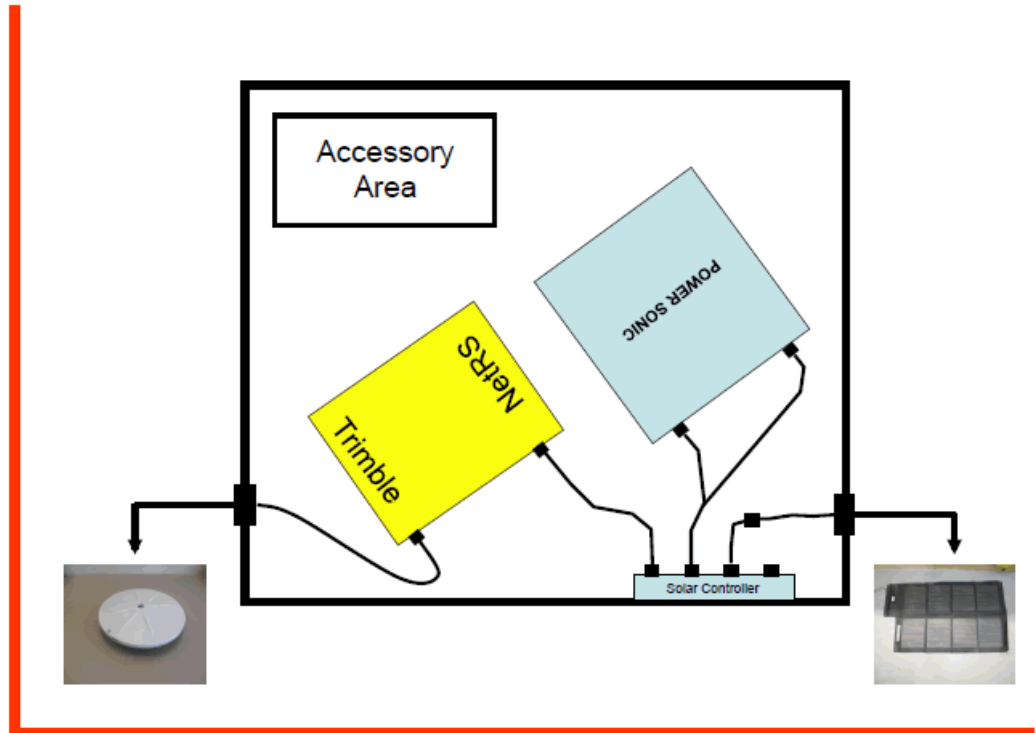 Accessory
Area
POWER SONIC
NetRS
Trimble
Solar Controller